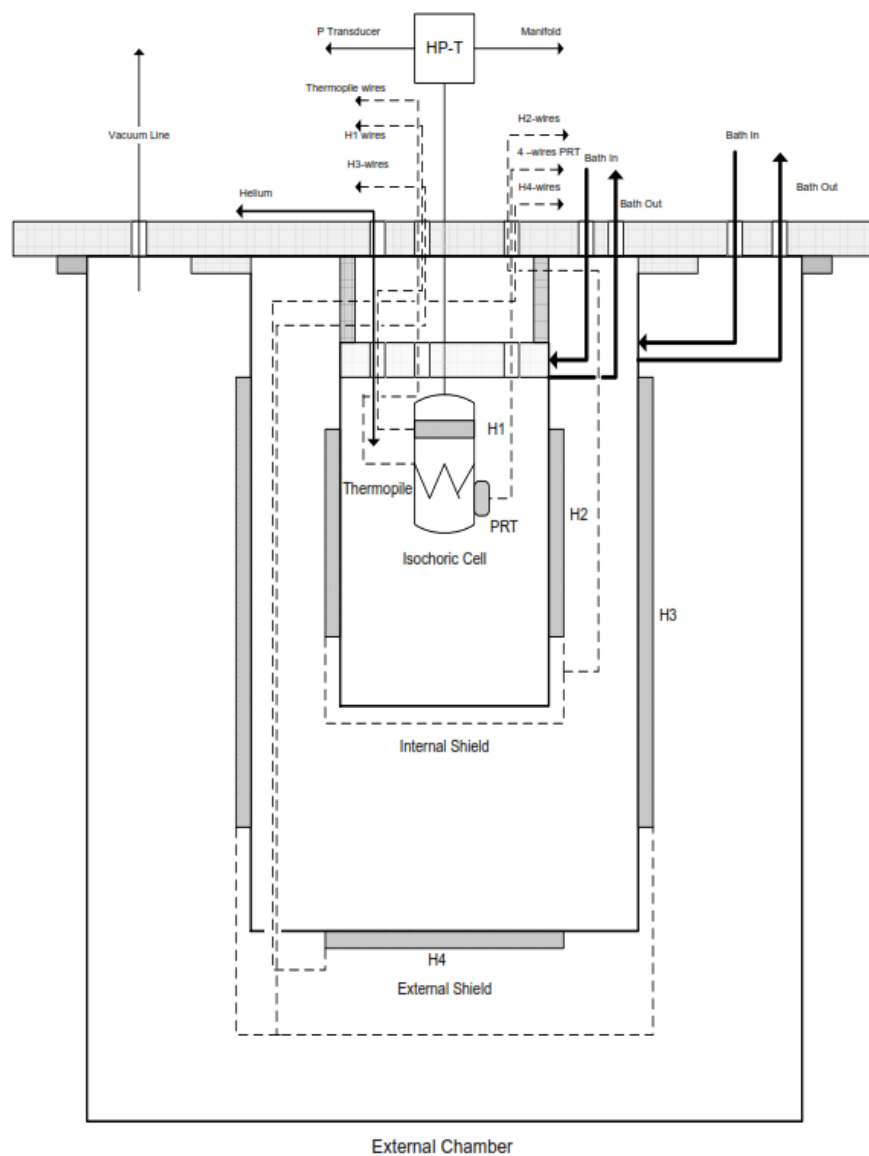 P Transducer
HP-T
Manifold
Thermopile wires
H2-wires
Vacuum Line
H1 wires
4 –wires PRT
Bath In
H3-wires
H4-wires
Bath In
Bath Out
Helium
Bath Out
H1
Thermopile
PRT
H2
Isochoric Cell
H3
Internal Shield
H4
External Shield
External Chamber